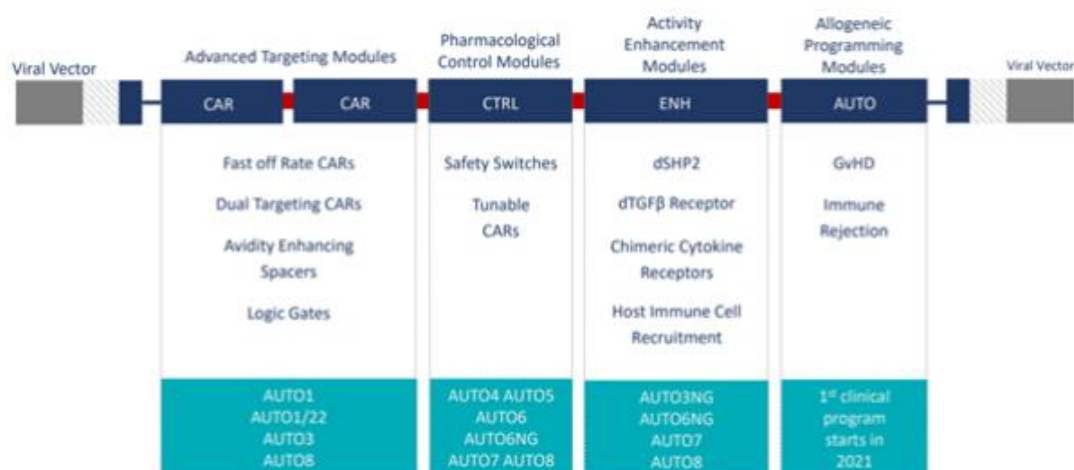 Viral Vector
Advanced Targeting Modules
Pharmacological
Control Modules
Activity
Enhancement
Modules
Allogeneic
Programming
Modules
Viral Vector
CAR
CAR
CTRL
ENH
AUTO
Fast off Rate CARs
Dual Targeting CARs
Avidity Enhancing
Spacers
Logic Gates
Safety Switches
Tunable
CARs
dSHP2
dTGFβ Receptor
Chimeric Cytokine
Receptors
Host Immune Cell
Recruitment
GvHD
Immune
Rejection
AUTO1
AUTO1/22
AUTO3
AUTO8
AUTO4 AUTO5
AUTO6
AUTO6NG
AUTO7 AUTO8
AUTO3NG
AUTO6NG
AUTO7
AUTO8
1st clinical
program
starts in
2021